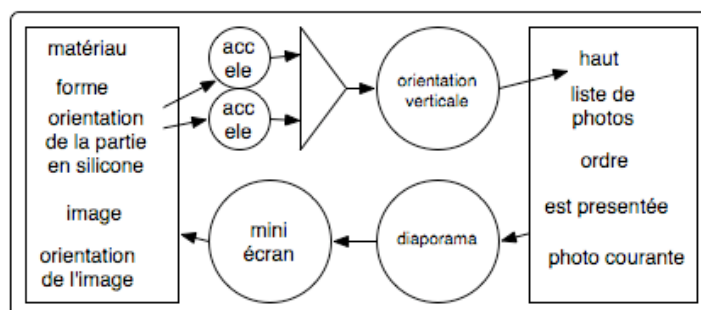 matériau
forme
orientation
de la partie
en silicone
image
orientation
de l'image
acc
ele
acc
ele
orientation
verticale
mini
écran
diaporama
haut
liste de
photos
ordre
est presentée
photo courante